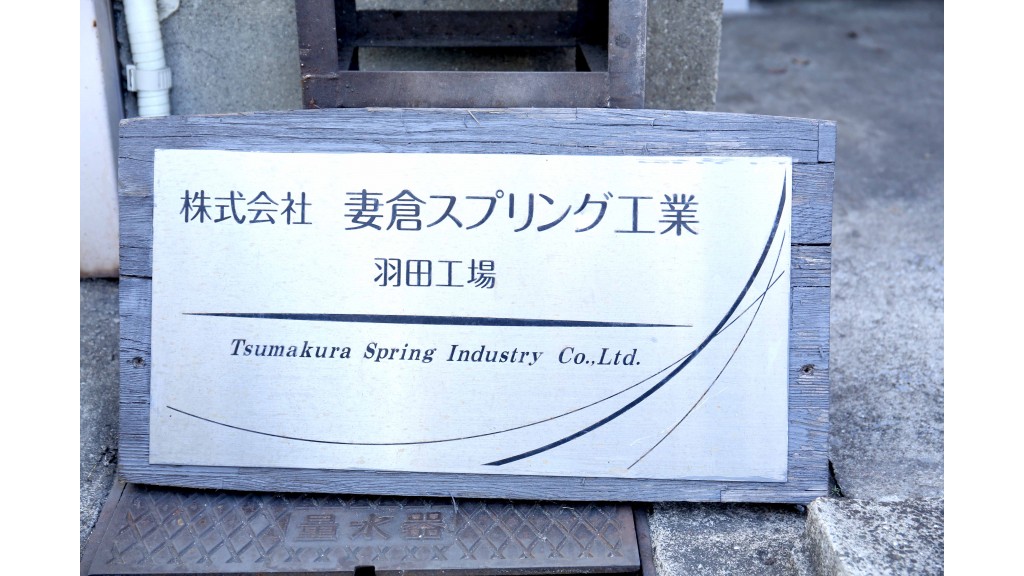 株式会社 妻倉スプリング工業
羽田工場
Tsumakura Spring Industry Co.,Ltd.
量水器